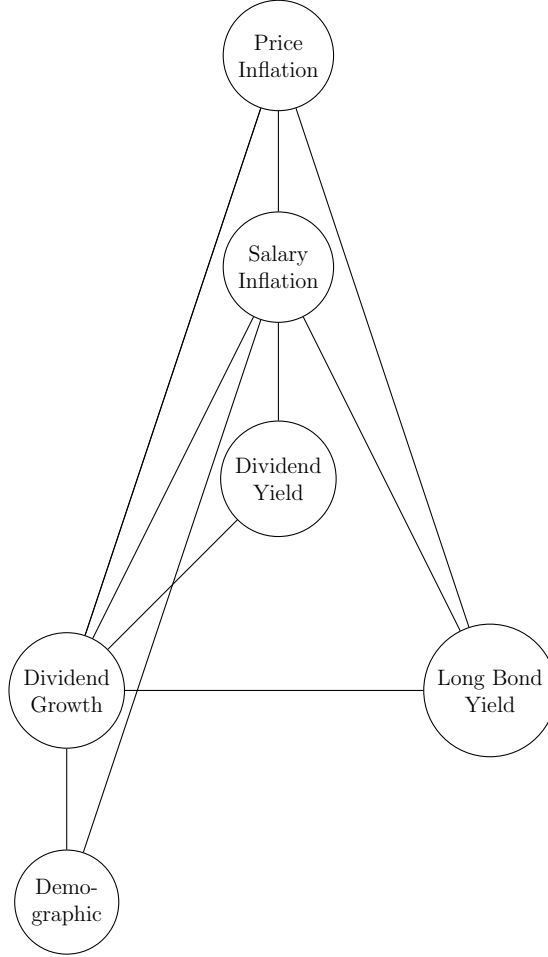 Price
Inflation
Salary
Inflation
Dividend
Yield
Dividend
Growth
Long Bond
Yield
Demo-
graphic